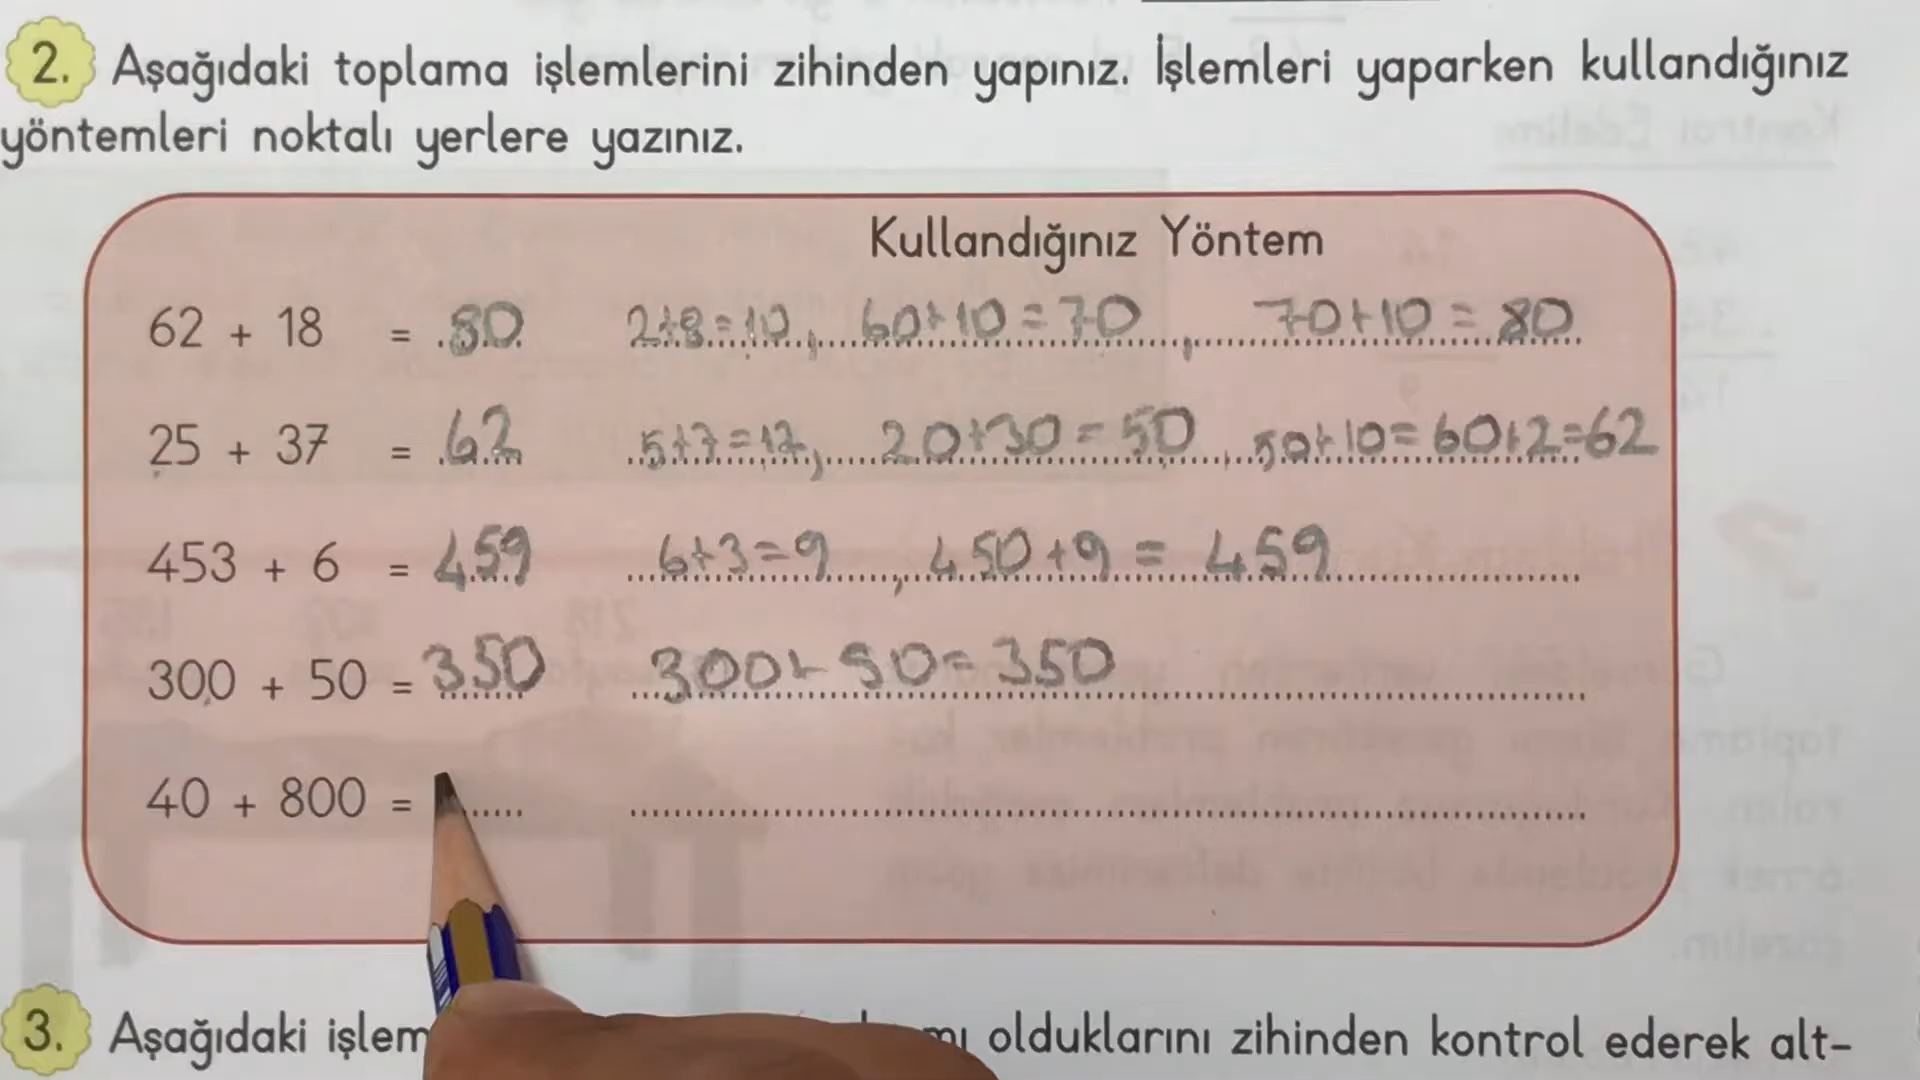 2. Aşağıdaki toplama işlemlerini zihinden yapınız. İşlemleri yaparken kullandığınız
yöntemleri noktalı yerlere yazınız.
Kullandığınız Yöntem
62 + 18 = 80 2+8=10, 60+10=70, 70+10=80
25 + 37 = 62 5+7=12, 20+30=50, 50+10=60+2=62
453 + 6 = 459 6+3=9, 450+9=459
300 + 50 = 350 300+50=350
40 + 800 =
3. Aşağıdaki olduklarını zihinden kontrol ederek alt-